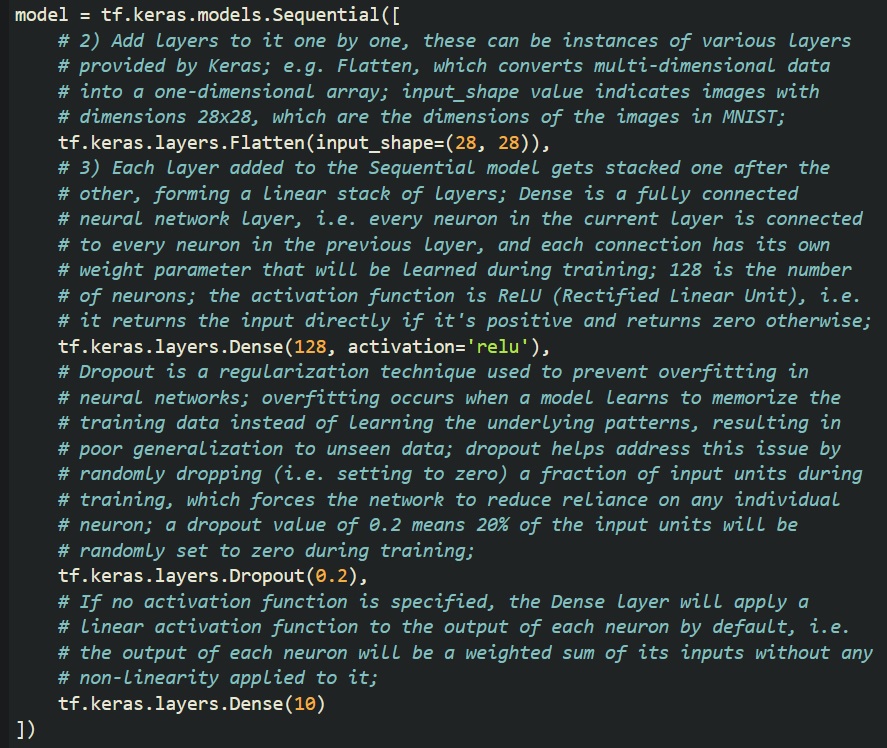 model = tf.keras.models.Sequential([
    # 2) Add layers to it one by one, these can be instances of various layers
    # provided by Keras; e.g. Flatten, which converts multi-dimensional data
    # into a one-dimensional array; input_shape value indicates images with
    # dimensions 28x28, which are the dimensions of the images in MNIST;
    tf.keras.layers.Flatten(input_shape=(28, 28)),
    # 3) Each layer added to the Sequential model gets stacked one after the
    # other, forming a linear stack of layers; Dense is a fully connected
    # neural network layer, i.e. every neuron in the current layer is connected
    # to every neuron in the previous layer, and each connection has its own
    # weight parameter that will be learned during training; 128 is the number
    # of neurons; the activation function is ReLU (Rectified Linear Unit), i.e.
    # it returns the input directly if it's positive and returns zero otherwise;
    tf.keras.layers.Dense(128, activation='relu'),
    # Dropout is a regularization technique used to prevent overfitting in
    # neural networks; overfitting occurs when a model learns to memorize the
    # training data instead of learning the underlying patterns, resulting in
    # poor generalization to unseen data; dropout helps address this issue by
    # randomly dropping (i.e. setting to zero) a fraction of input units during
    # training, which forces the network to reduce reliance on any individual
    # neuron; a dropout value of 0.2 means 20% of the input units will be
    # randomly set to zero during training;
    tf.keras.layers.Dropout(0.2),
    # If no activation function is specified, the Dense layer will apply a
    # linear activation function to the output of each neuron by default, i.e.
    # the output of each neuron will be a weighted sum of its inputs without any
    # non-linearity applied to it;
    tf.keras.layers.Dense(10)
])